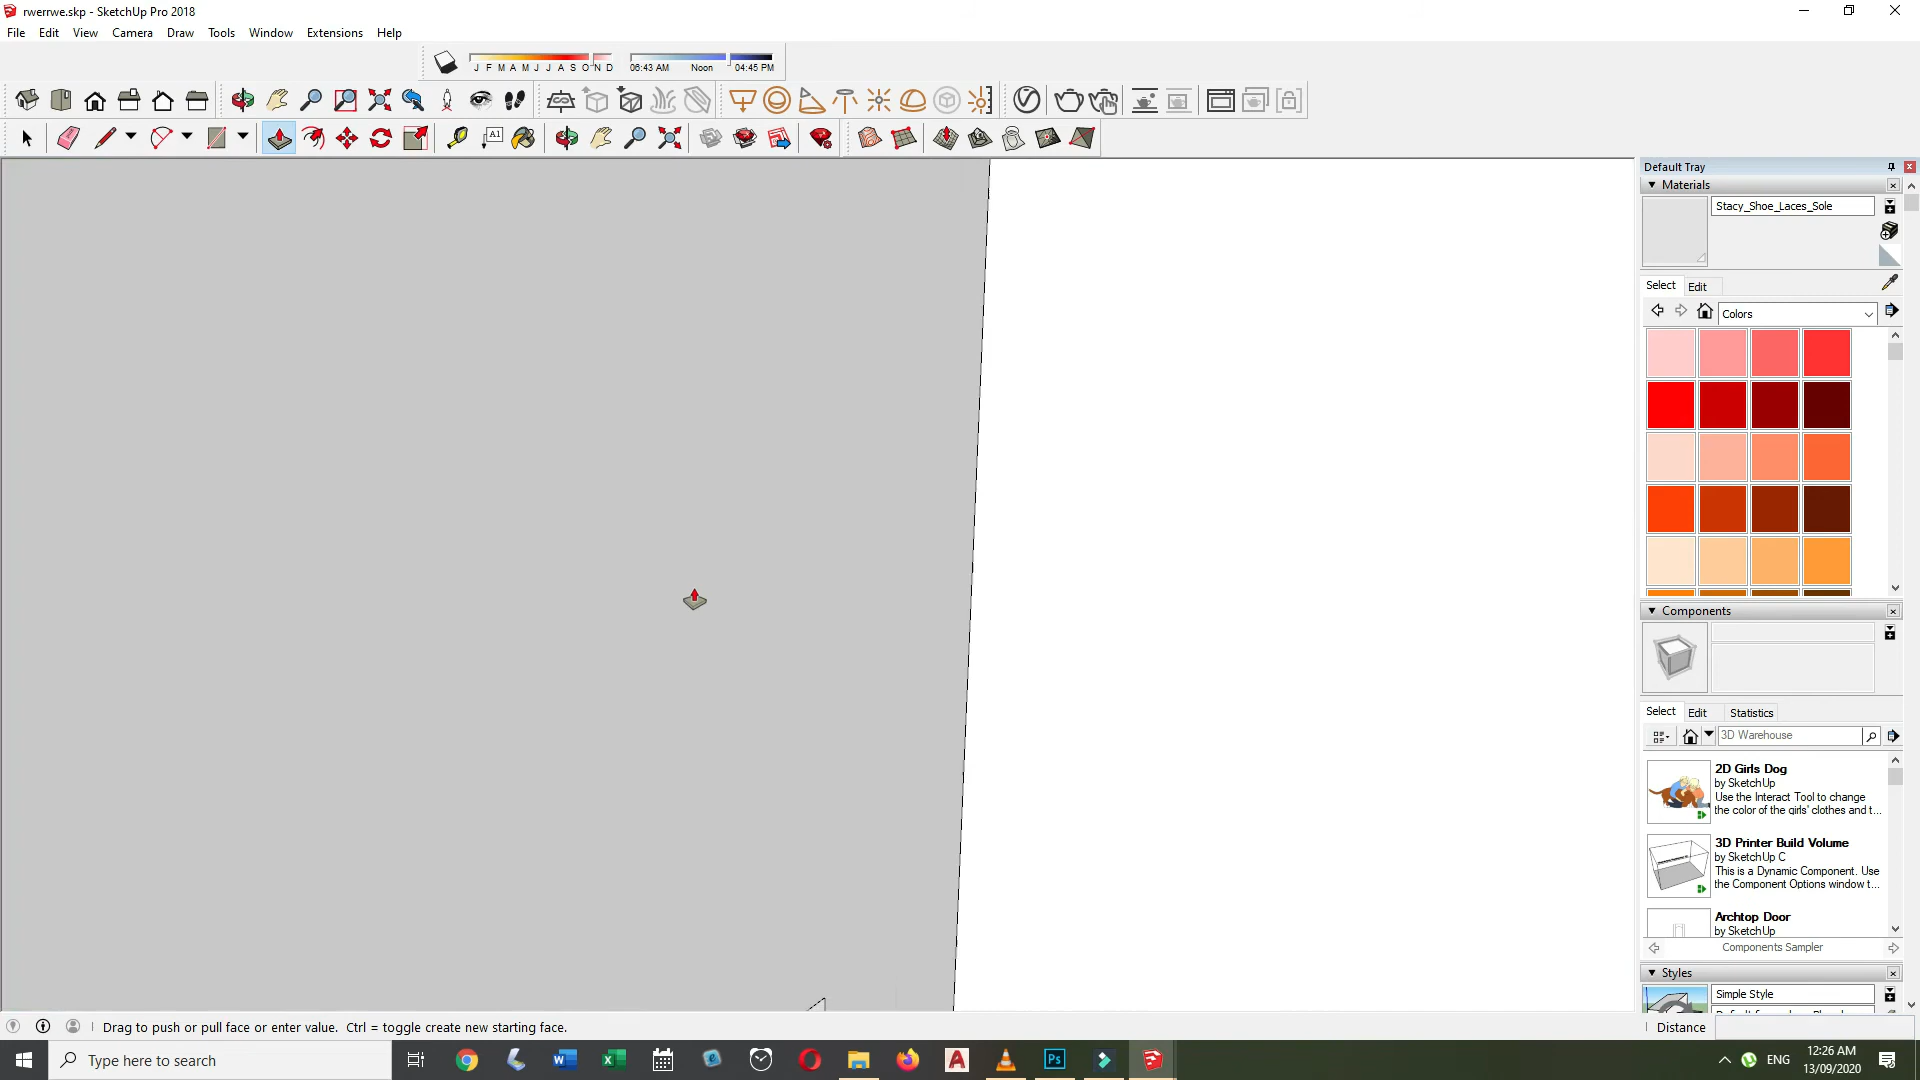 rwerrwe.skp - SketchUp Pro 2018
File Edit View Camera Draw Tools Window Extensions Help
J F M A M J J A S O N D 06:43 AM Noon 04:45 PM
A1
Default Tray
Materials
Stacy_Shoe_Laces_Sole
Select Edit
Colors
Components
Select Edit Statistics
3D Warehouse
2D Girls Dog
by SketchUp
Use the Interact Tool to change
the color of the girls' clothes and t...
3D Printer Build Volume
by SketchUp C
This is a Dynamic Component. Use
the Component Options window t...
Archtop Door
by SketchUp
Components Sampler
Styles
Simple Style
Drag to push or pull face or enter value. Ctrl = toggle create new starting face.
Distance
Type here to search
ENG
12:26 AM
13/09/2020